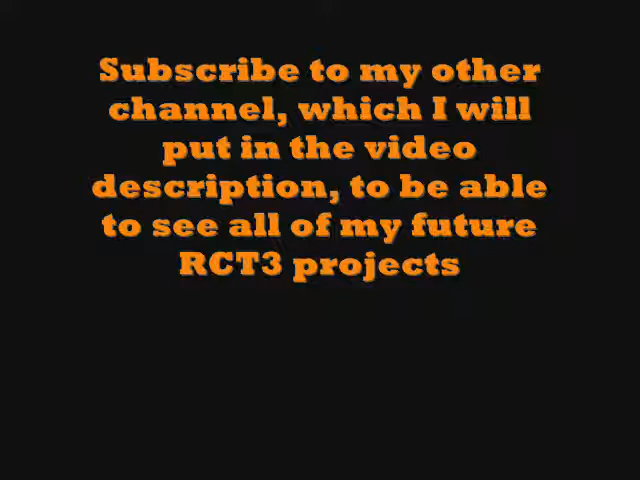 Subscribe to my other
channel, which I will
put in the video
description, to be able
to see all of my future
RCT3 projects